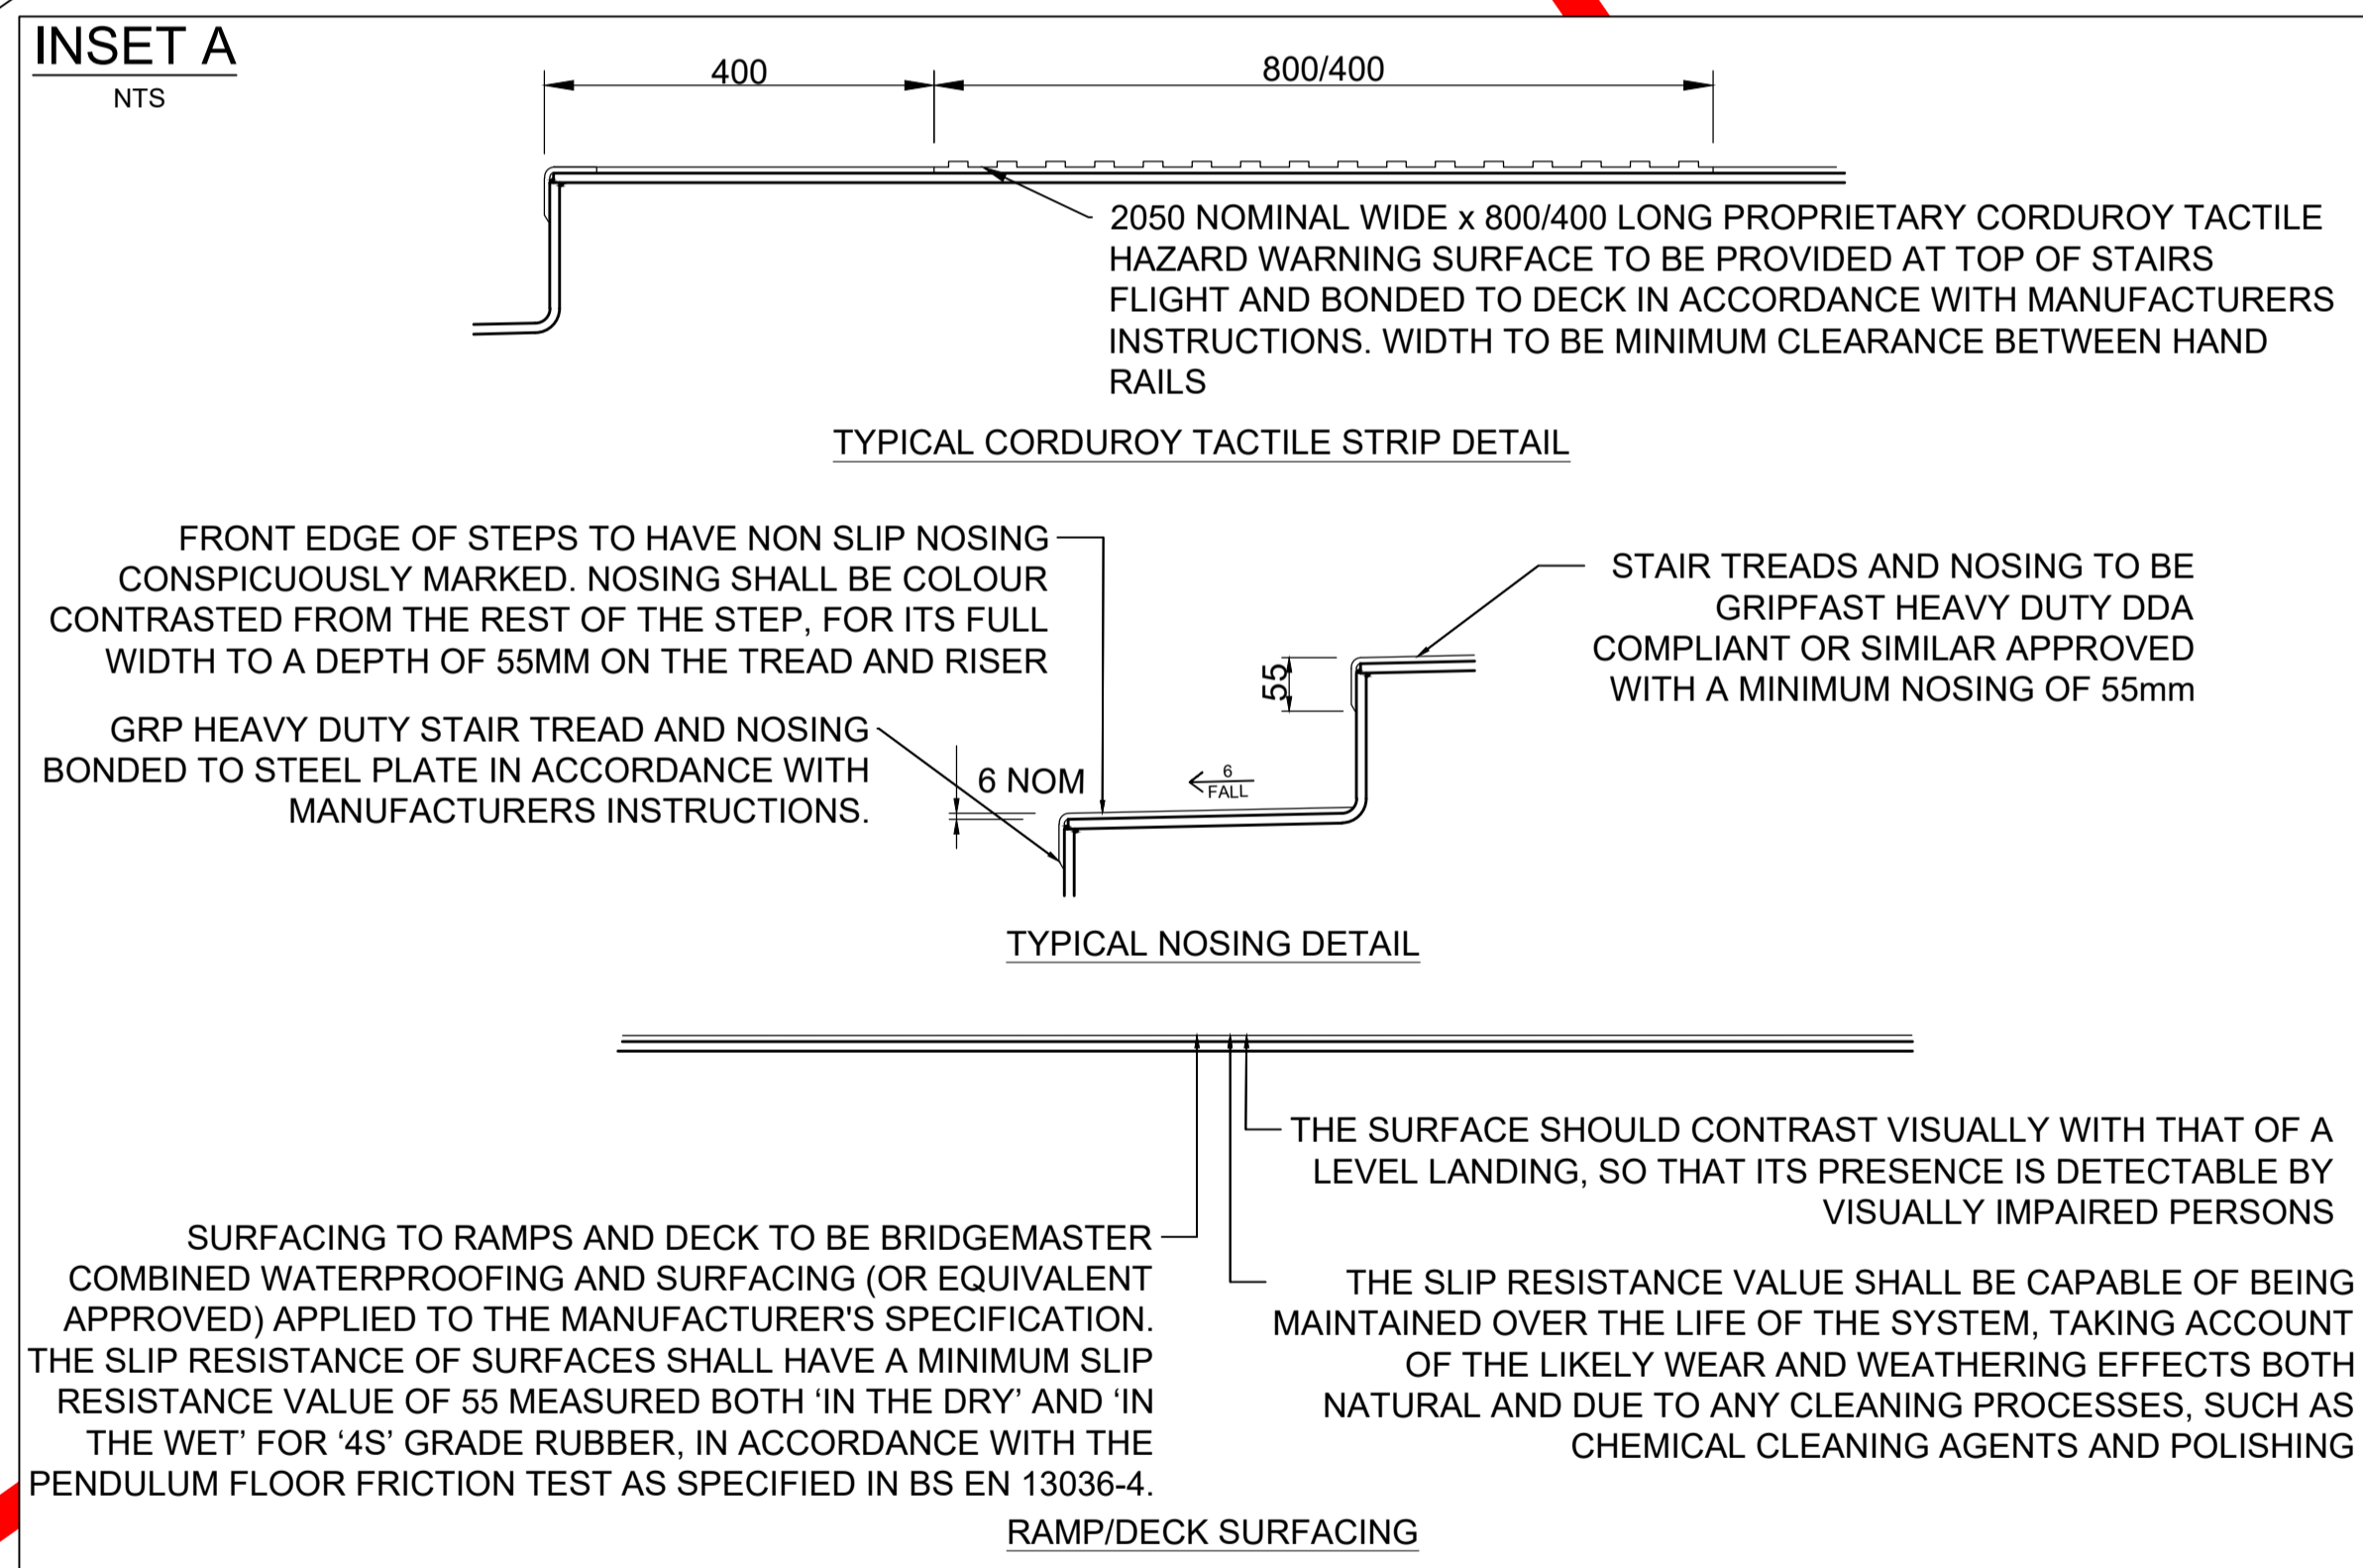 INSET A
NTS
400
800/400
2050 NOMINAL WIDE x 800/400 LONG PROPRIETARY CORDUROY TACTILE
HAZARD WARNING SURFACE TO BE PROVIDED AT TOP OF STAIRS
FLIGHT AND BONDED TO DECK IN ACCORDANCE WITH MANUFACTURERS
INSTRUCTIONS. WIDTH TO BE MINIMUM CLEARANCE BETWEEN HAND
RAILS
TYPICAL CORDUROY TACTILE STRIP DETAIL
FRONT EDGE OF STEPS TO HAVE NON SLIP NOSING
CONSPICUOUSLY MARKED. NOSING SHALL BE COLOUR
CONTRASTED FROM THE REST OF THE STEP, FOR ITS FULL
WIDTH TO A DEPTH OF 55MM ON THE TREAD AND RISER
STAIR TREADS AND NOSING TO BE
GRIPFAST HEAVY DUTY DDA
COMPLIANT OR SIMILAR APPROVED
WITH A MINIMUM NOSING OF 55mm
55
GRP HEAVY DUTY STAIR TREAD AND NOSING
BONDED TO STEEL PLATE IN ACCORDANCE WITH
MANUFACTURERS INSTRUCTIONS.
6 NOM
6
FALL
TYPICAL NOSING DETAIL
THE SURFACE SHOULD CONTRAST VISUALLY WITH THAT OF A
LEVEL LANDING, SO THAT ITS PRESENCE IS DETECTABLE BY
VISUALLY IMPAIRED PERSONS
SURFACING TO RAMPS AND DECK TO BE BRIDGEMASTER
COMBINED WATERPROOFING AND SURFACING (OR EQUIVALENT
APPROVED) APPLIED TO THE MANUFACTURER'S SPECIFICATION.
THE SLIP RESISTANCE OF SURFACES SHALL HAVE A MINIMUM SLIP
RESISTANCE VALUE OF 55 MEASURED BOTH ‘IN THE DRY’ AND ‘IN
THE WET’ FOR ‘4S’ GRADE RUBBER, IN ACCORDANCE WITH THE
PENDULUM FLOOR FRICTION TEST AS SPECIFIED IN BS EN 13036-4.
THE SLIP RESISTANCE VALUE SHALL BE CAPABLE OF BEING
MAINTAINED OVER THE LIFE OF THE SYSTEM, TAKING ACCOUNT
OF THE LIKELY WEAR AND WEATHERING EFFECTS BOTH
NATURAL AND DUE TO ANY CLEANING PROCESSES, SUCH AS
CHEMICAL CLEANING AGENTS AND POLISHING
RAMP/DECK SURFACING